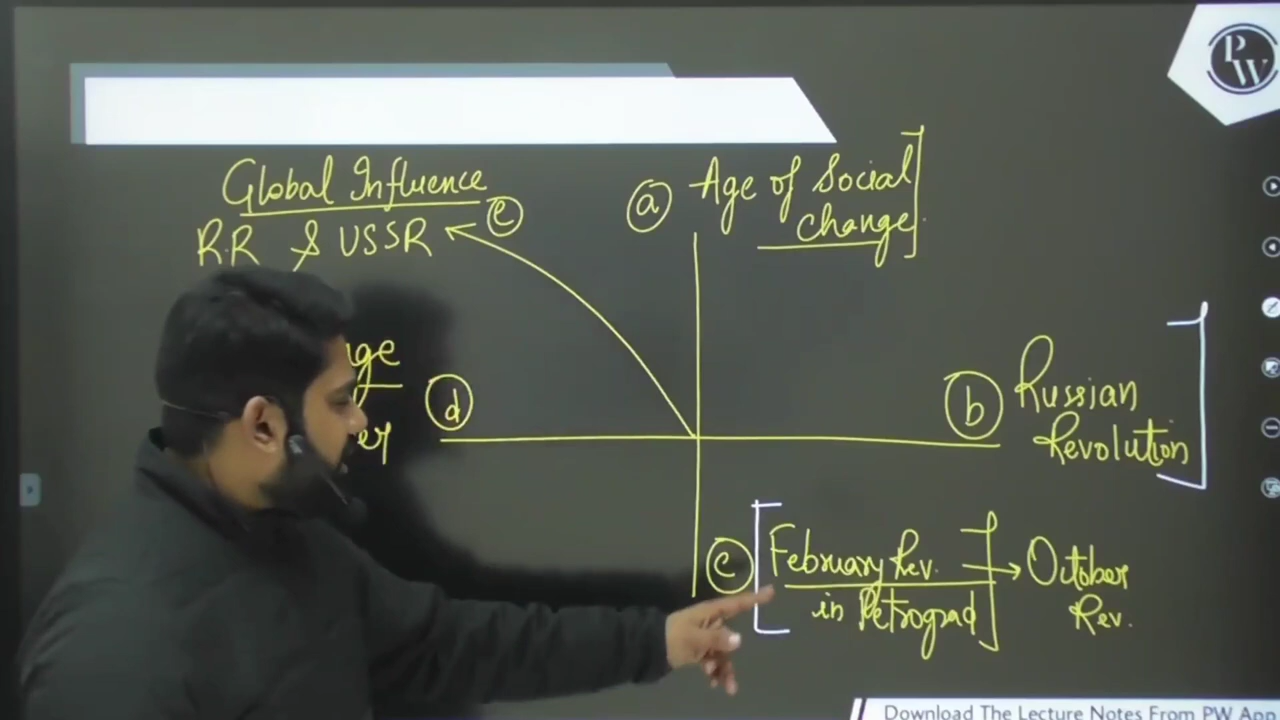 PW
Global Influence
R.R & USSR
e
a Age of Social
change
d
b Russian
Revolution
c February Rev. → October
in Petrograd Rev.
Download The Lecture Notes From PW App